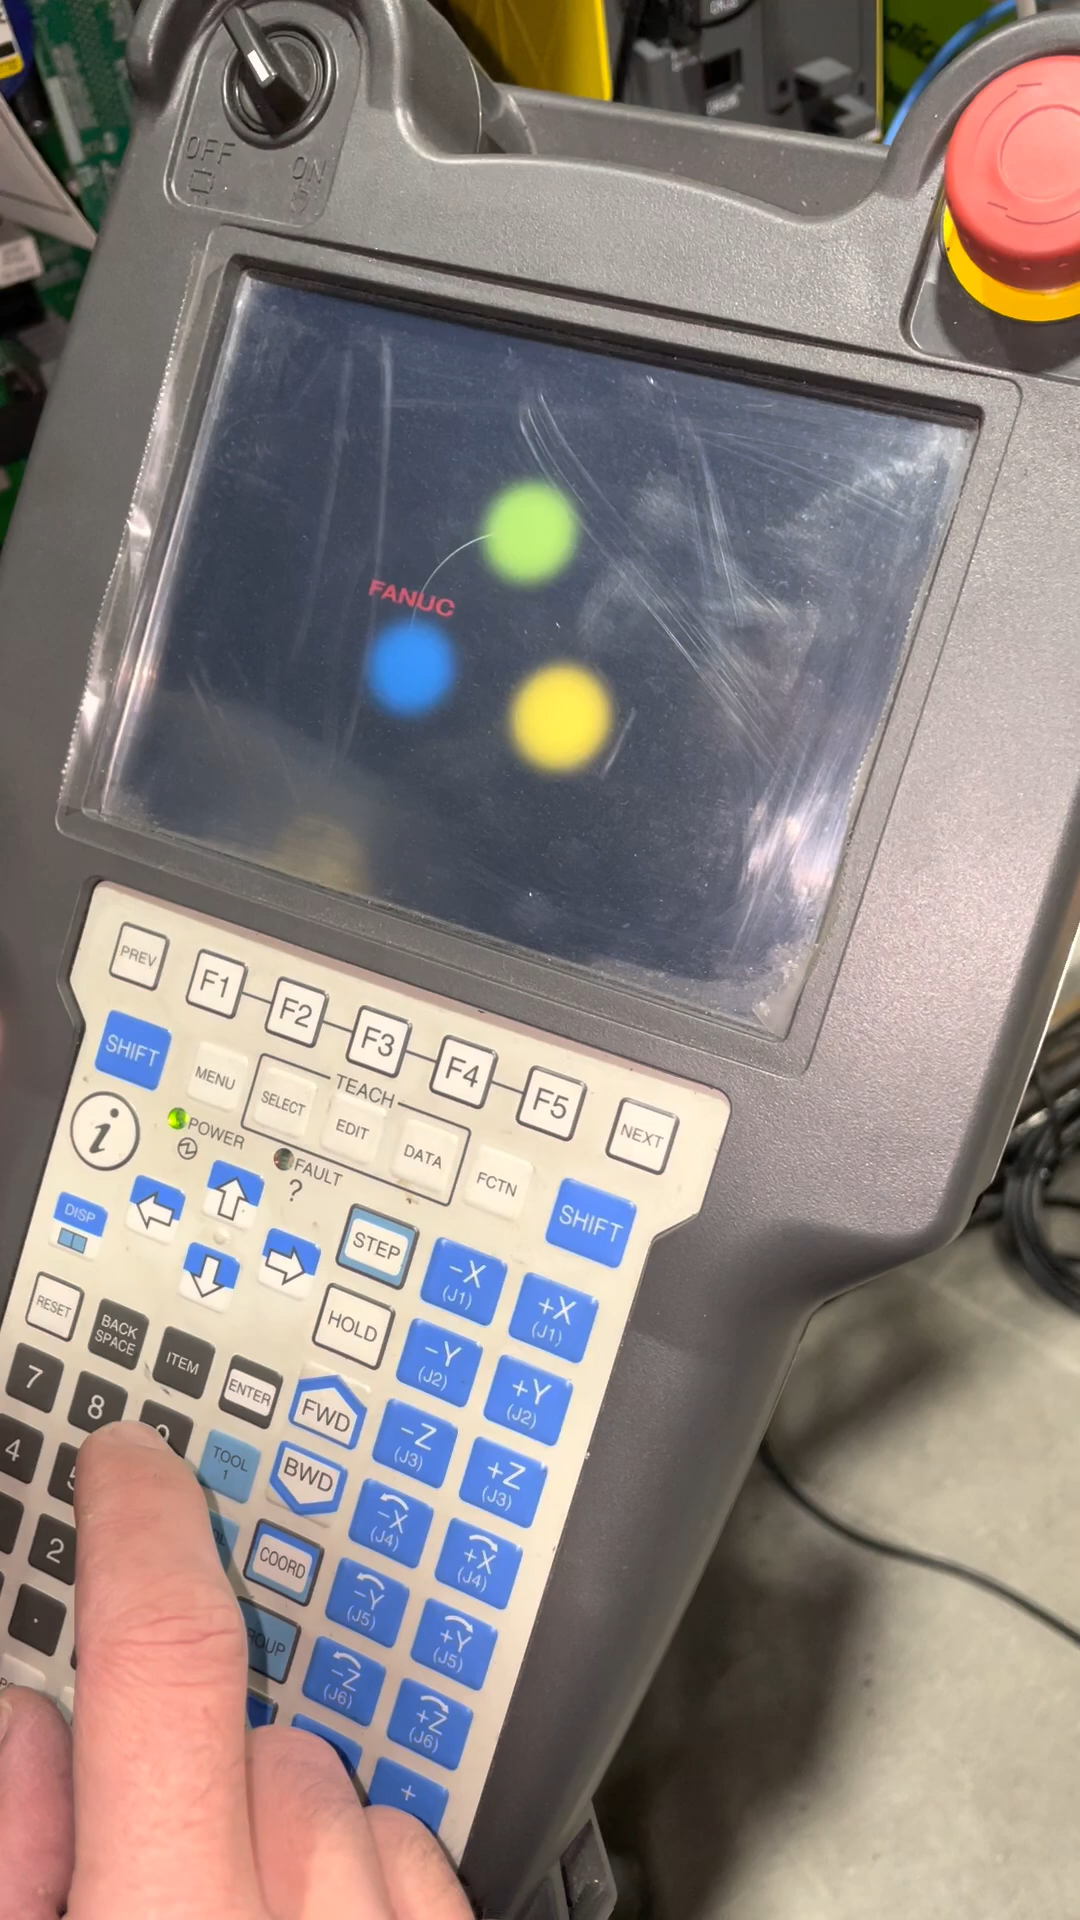 OFF
ON
FANUC
PREV
F1
F2
F3
F4
F5
NEXT
SHIFT
MENU
TEACH
SELECT
EDIT
DATA
FCTN
SHIFT
i
POWER
FAULT
?
DISP
STEP
-X
(J1)
+X
(J1)
RESET
BACK
SPACE
ITEM
ENTER
HOLD
-Y
(J2)
+Y
(J2)
7
8
FWD
-Z
(J3)
+Z
(J3)
4
TOOL
1
BWD
-X
(J4)
+X
(J4)
2
COORD
-Y
(J5)
+Y
(J5)
.
-Z
(J6)
+Z
(J6)
+